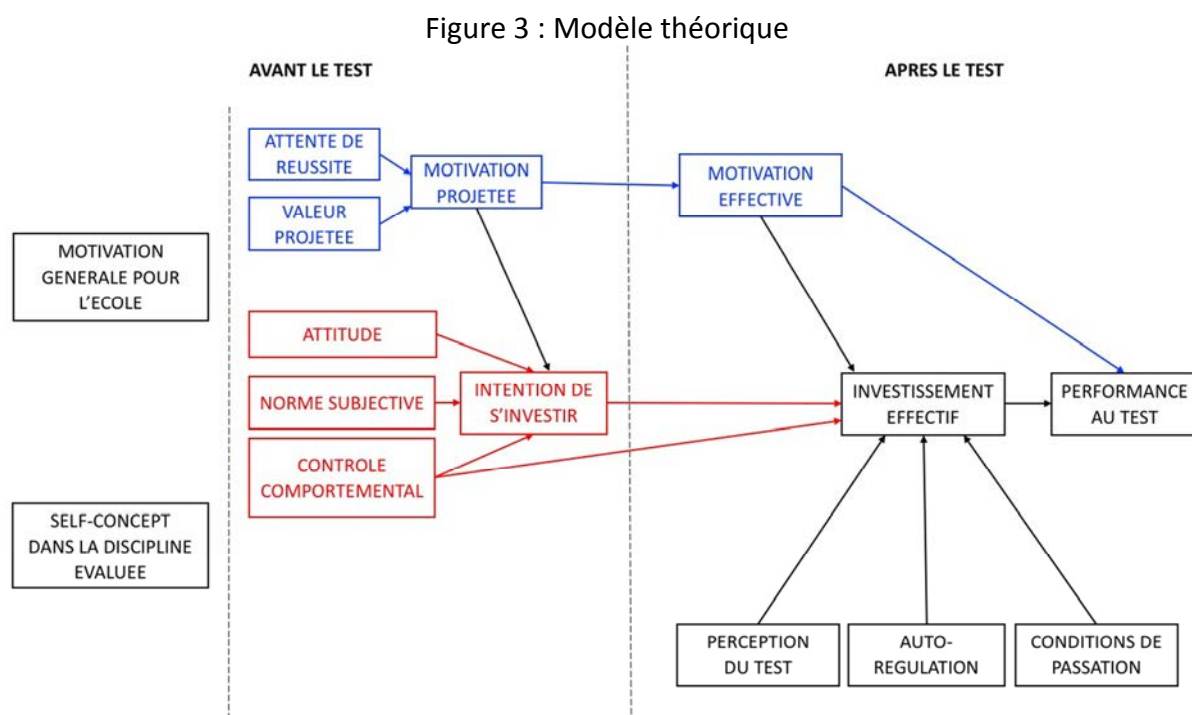 Figure 3 : Modèle théorique
AVANT LE TEST
APRES LE TEST
ATTENTE DE
REUSSITE
MOTIVATION
PROJETEE
MOTIVATION
EFFECTIVE
VALEUR
PROJETEE
MOTIVATION
GENERALE POUR
L'ECOLE
ATTITUDE
NORME SUBJECTIVE
INTENTION DE
S'INVESTIR
INVESTISSEMENT
EFFECTIF
PERFORMANCE
AU TEST
CONTROLE
COMPORTEMENTAL
SELF-CONCEPT
DANS LA DISCIPLINE
EVALUEE
PERCEPTION
DU TEST
AUTO-
REGULATION
CONDITIONS DE
PASSATION